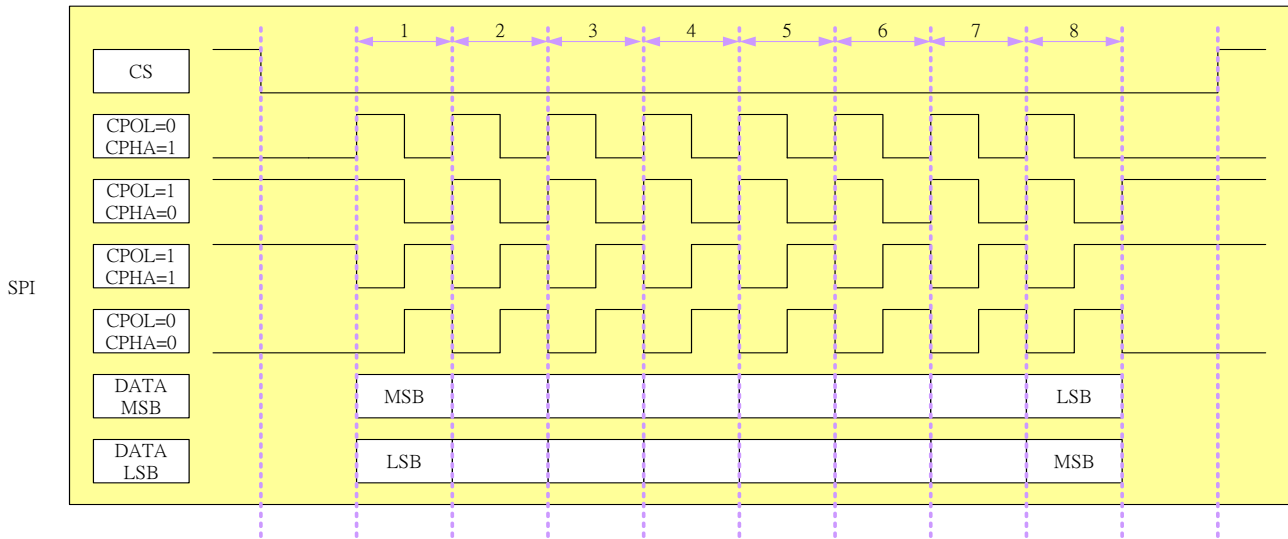 1 2 3 4 5 6 7 8
CS
CPOL=0
CPHA=1
CPOL=1
CPHA=0
CPOL=1
CPHA=1
SPI
CPOL=0
CPHA=0
DATA
MSB
MSB LSB
DATA
LSB
LSB MSB